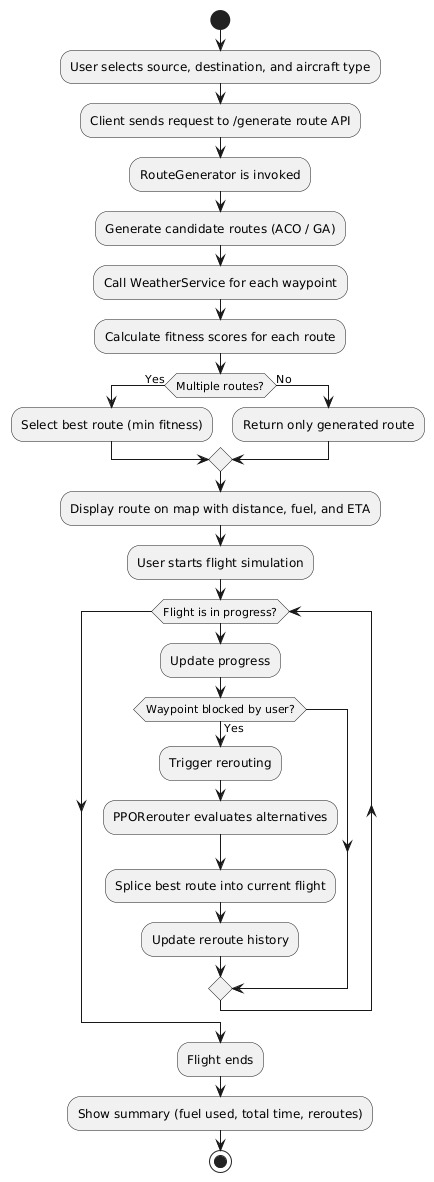 User selects source, destination, and aircraft type
Client sends request to /generate route API
RouteGenerator is invoked
Generate candidate routes (ACO / GA)
Call WeatherService for each waypoint
Calculate fitness scores for each route
Yes
Multiple routes?
No
Select best route (min fitness)
Return only generated route
Display route on map with distance, fuel, and ETA
User starts flight simulation
Flight is in progress?
Update progress
Waypoint blocked by user?
Yes
Trigger rerouting
PPORerouter evaluates alternatives
Splice best route into current flight
Update reroute history
Flight ends
Show summary (fuel used, total time, reroutes)